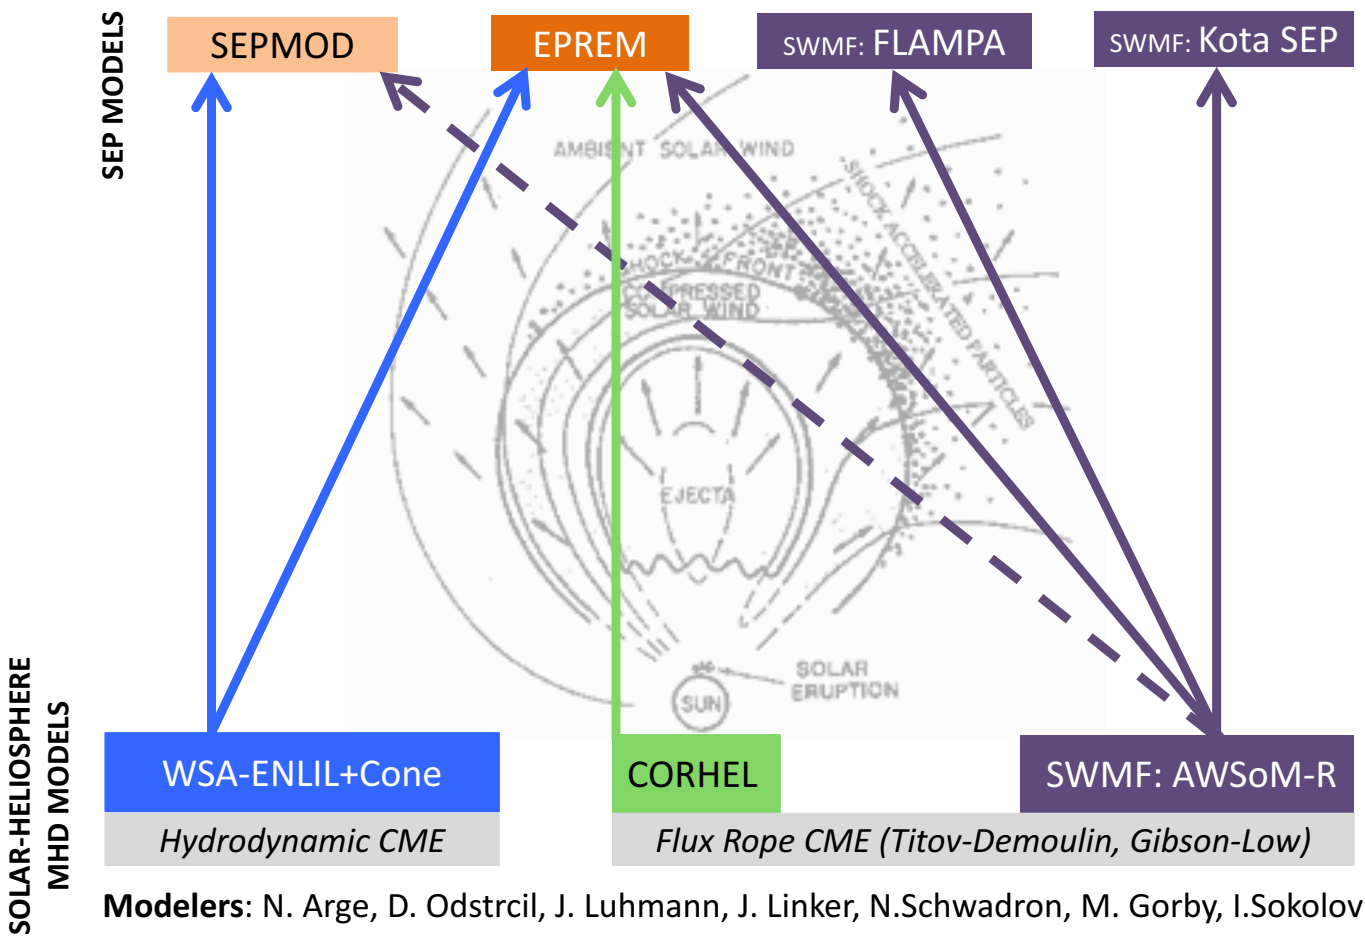 SEP MODELS
SEPMOD
EPREM
SWMF: FLAMPA
SWMF: Kota SEP
AMBIENT SOLAR WIND
SHOCK ACCELERATED PARTICLES
SHOCK FRONT
COMPRESSED
SOLAR WIND
EJECTA
SOLAR
ERUPTION
SUN
SOLAR-HELIOSPHERE
MHD MODELS
WSA-ENLIL+Cone
CORHEL
SWMF: AWSoM-R
Hydrodynamic CME
Flux Rope CME (Titov-Demoulin, Gibson-Low)
Modelers: N. Arge, D. Odstrcil, J. Luhmann, J. Linker, N.Schwadron, M. Gorby, I.Sokolov